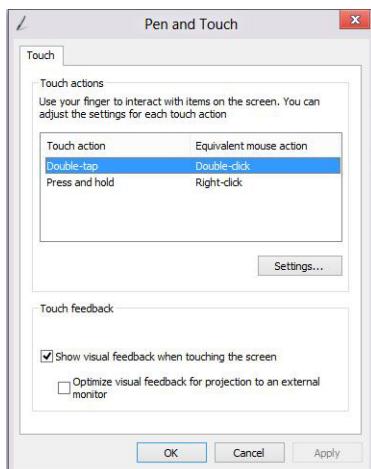 Pen and Touch
Touch
Touch actions
Use your finger to interact with items on the screen. You can
adjust the settings for each touch action
Touch action Equivalent mouse action
Double-tap Double-click
Press and hold Right-click
Settings...
Touch feedback
Show visual feedback when touching the screen
Optimize visual feedback for projection to an external
monitor
OK Cancel Apply